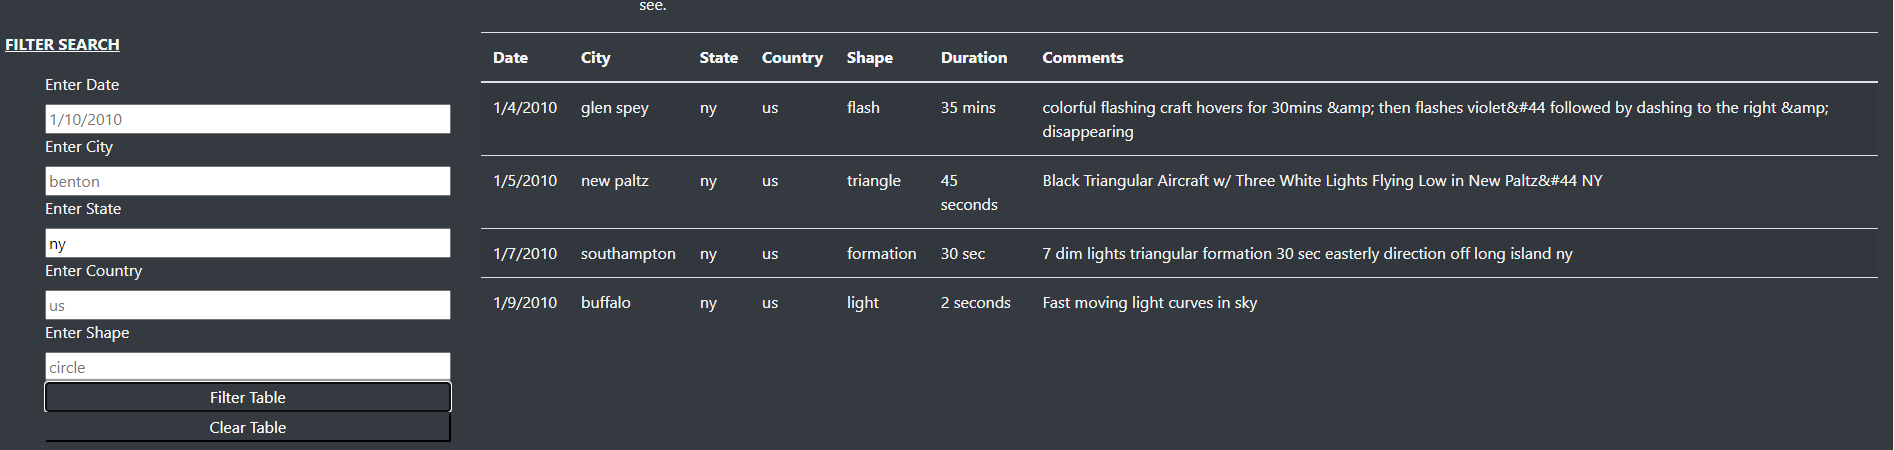 see.
FILTER SEARCH
Enter Date
1/10/2010
Enter City
benton
Enter State
ny
Enter Country
us
Enter Shape
circle
Filter Table
Clear Table
Date City State Country Shape Duration Comments
1/4/2010 glen spey ny us flash 35 mins colorful flashing craft hovers for 30mins &amp; then flashes violet&#44 followed by dashing to the right &amp;
disappearing
1/5/2010 new paltz ny us triangle 45 Black Triangular Aircraft w/ Three White Lights Flying Low in New Paltz&#44 NY
seconds
1/7/2010 southampton ny us formation 30 sec 7 dim lights triangular formation 30 sec easterly direction off long island ny
1/9/2010 buffalo ny us light 2 seconds Fast moving light curves in sky